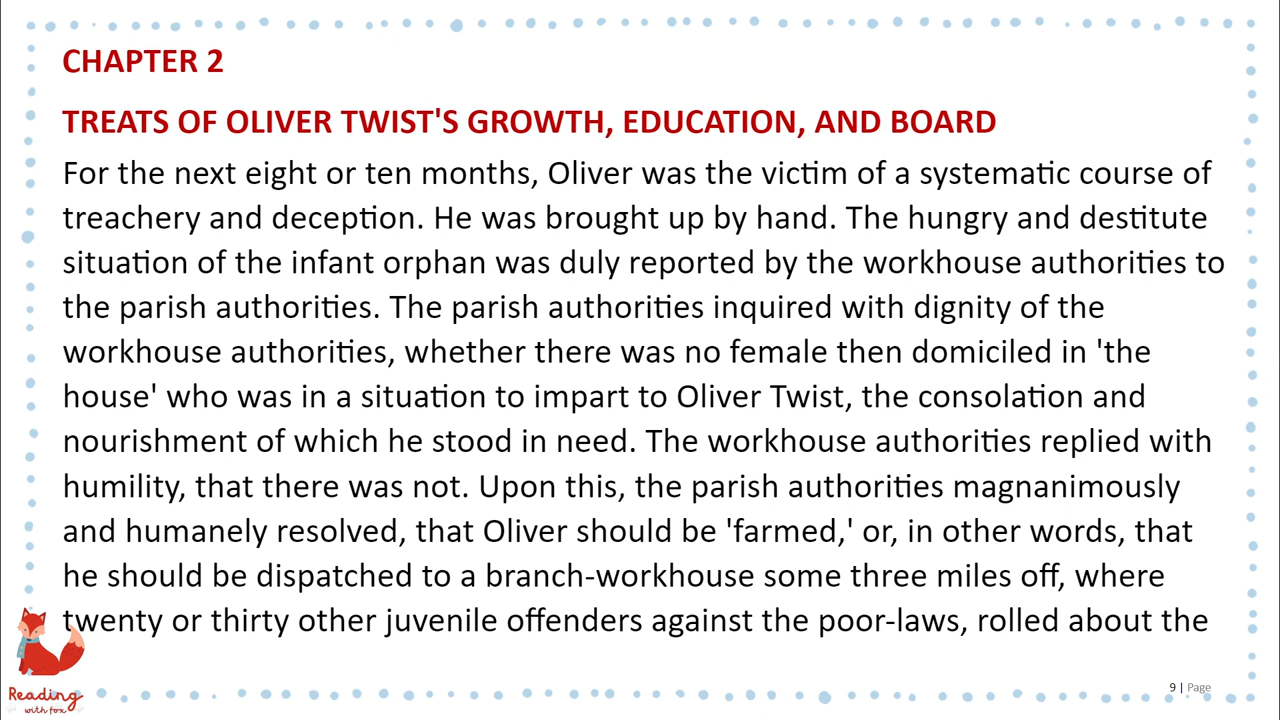 CHAPTER 2
TREATS OF OLIVER TWIST'S GROWTH, EDUCATION, AND BOARD
For the next eight or ten months, Oliver was the victim of a systematic course of
treachery and deception. He was brought up by hand. The hungry and destitute
situation of the infant orphan was duly reported by the workhouse authorities to
the parish authorities. The parish authorities inquired with dignity of the
workhouse authorities, whether there was no female then domiciled in 'the
house' who was in a situation to impart to Oliver Twist, the consolation and
nourishment of which he stood in need. The workhouse authorities replied with
humility, that there was not. Upon this, the parish authorities magnanimously
and humanely resolved, that Oliver should be 'farmed,' or, in other words, that
he should be dispatched to a branch-workhouse some three miles off, where
twenty or thirty other juvenile offenders against the poor-laws, rolled about the
9 | Page
Reading
with fox